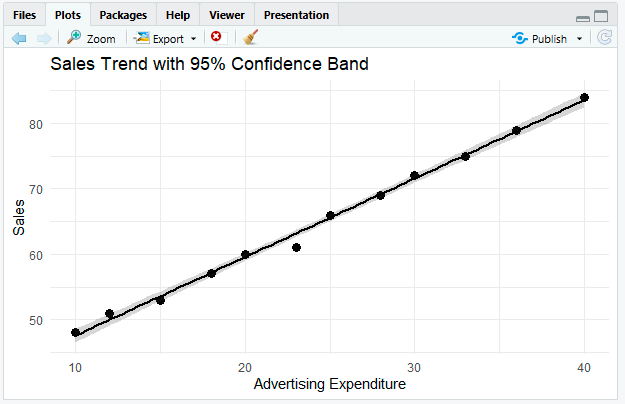 Files Plots Packages Help Viewer Presentation
Zoom Export Publish
Sales Trend with 95% Confidence Band
80
70
60
50
Sales
10 20 30 40
Advertising Expenditure